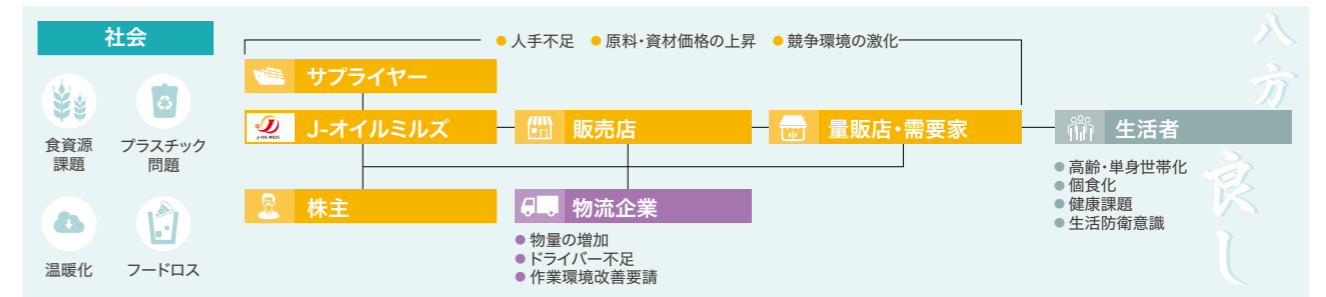 社会
食資源
課題
プラスチック
問題
温暖化
フードロス
●人手不足 ●原料・資材価格の上昇 ●競争環境の激化
サプライヤー
J-OIL MILLS
J-オイルミルズ
販売店
量販店・需要家
生活者
株主
物流企業
●物量の増加
●ドライバー不足
●作業環境改善要請
●高齢・単身世帯化
●個食化
●健康課題
●生活防衛意識
八方良し